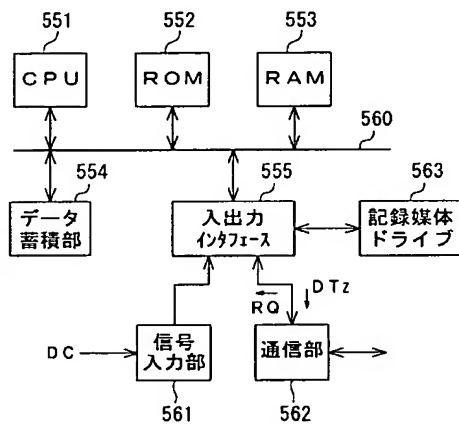 551
552
553
CPU
ROM
RAM
560
554
555
563
データ
蓄積部
入出力
インタフェース
記録媒体
ドライブ
RQ
DTz
DC
信号
入力部
通信部
561
562